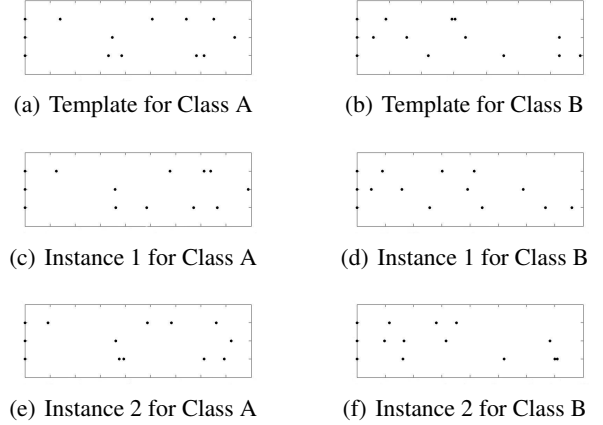 (a) Template for Class A
(b) Template for Class B
(c) Instance 1 for Class A
(d) Instance 1 for Class B
(e) Instance 2 for Class A
(f) Instance 2 for Class B